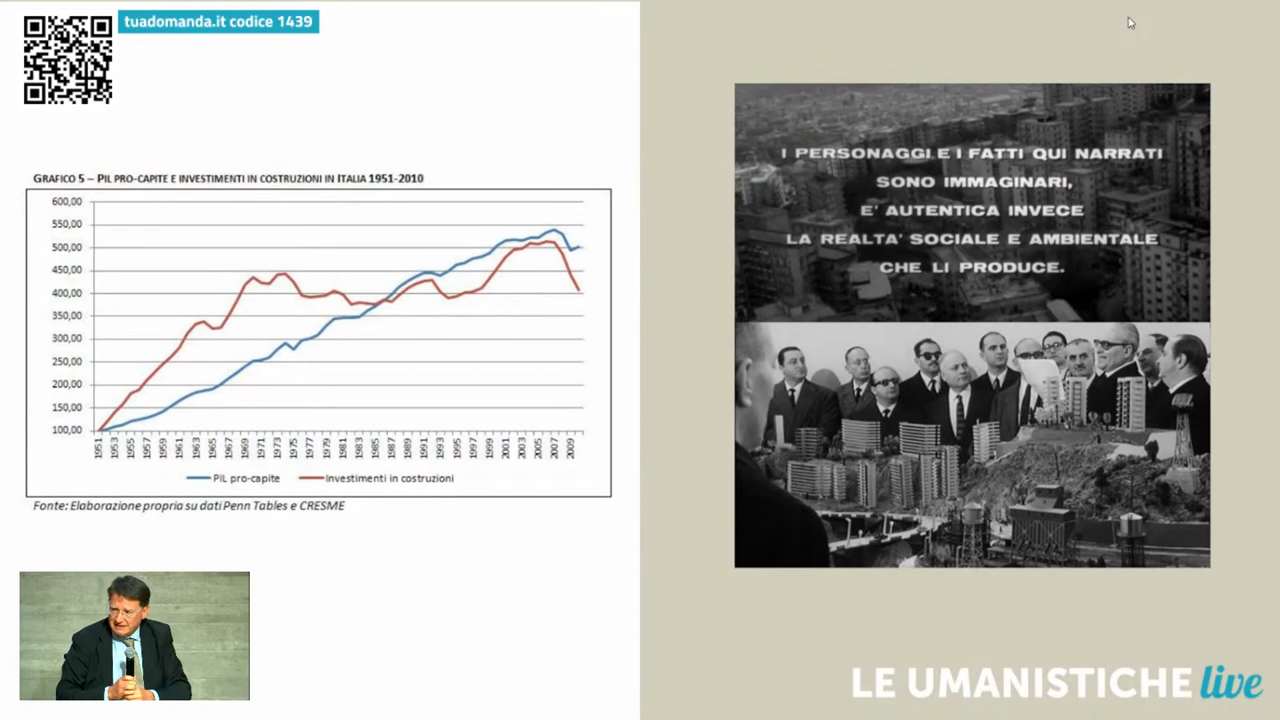 tuadomanda.it codice 1439
GRAFICO 5 – PIL PRO-CAPITE E INVESTIMENTI IN COSTRUZIONI IN ITALIA 1951-2010
600,00
550,00
500,00
450,00
400,00
350,00
300,00
250,00
200,00
150,00
100,00
1951 1953 1955 1957 1959 1961 1963 1965 1967 1969 1971 1973 1975 1977 1979 1981 1983 1985 1987 1989 1991 1993 1995 1997 1999 2001 2003 2005 2007 2009
PIL pro-capite Investimenti in costruzioni
Fonte: Elaborazione propria su dati Penn Tables e CRESME
I PERSONAGGI E I FATTI QUI NARRATI
SONO IMMAGINARI,
E' AUTENTICA INVECE
LA REALTA' SOCIALE E AMBIENTALE
CHE LI PRODUCE.
LE UMANISTICHE live